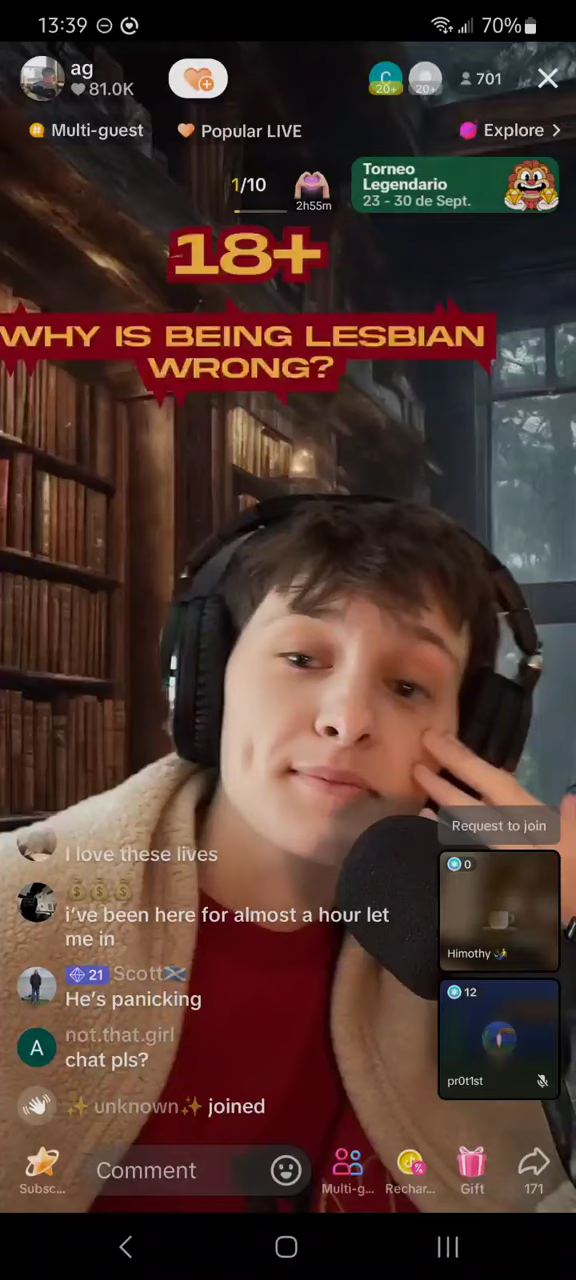 13:39
70%
ag
81.0K
C
20+
20+
701
Multi-guest
Popular LIVE
Explore >
1/10
2h55m
Torneo
Legendario
23 - 30 de Sept.
18+
WHY IS BEING LESBIAN
WRONG?
Request to join
I love these lives
0
i've been here for almost a hour let
me in
Himothy
21 Scott
He's panicking
12
not.that.girl
A
chat pls?
pr0t1st
unknown joined
Comment
Subsc...
Multi-g...
Rechar...
Gift
171